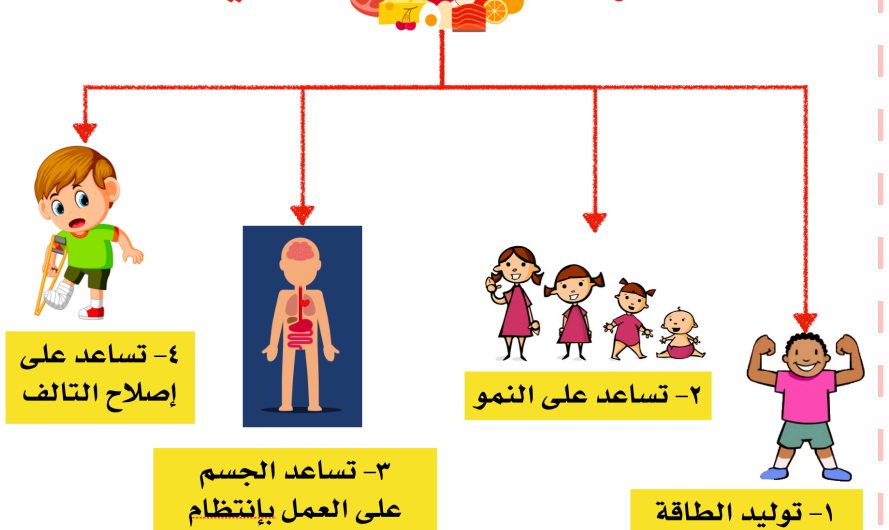 ١- توليد الطاقة
٢- تساعد على النمو
٣- تساعد الجسم
على العمل بإنتظام
٤- تساعد على
إصلاح التالف